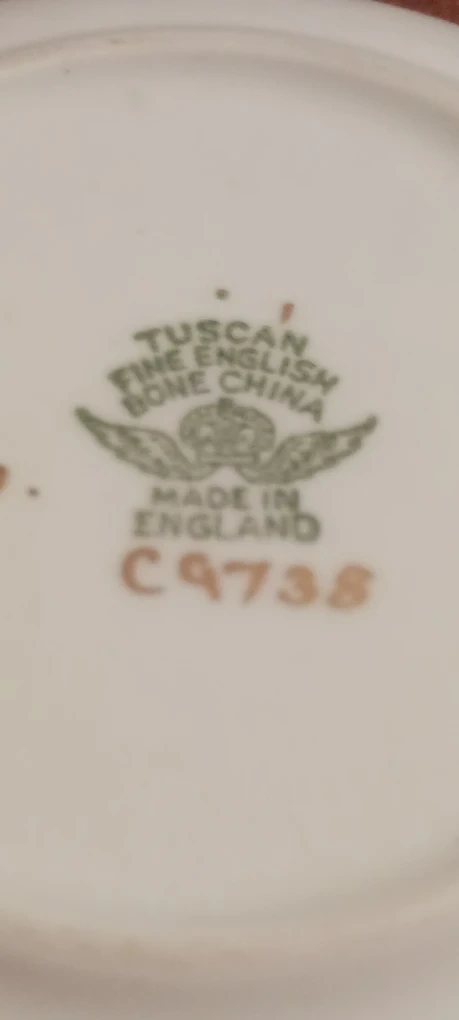 TUSCAN
FINE ENGLISH
BONE CHINA
MADE IN
ENGLAND
C9738